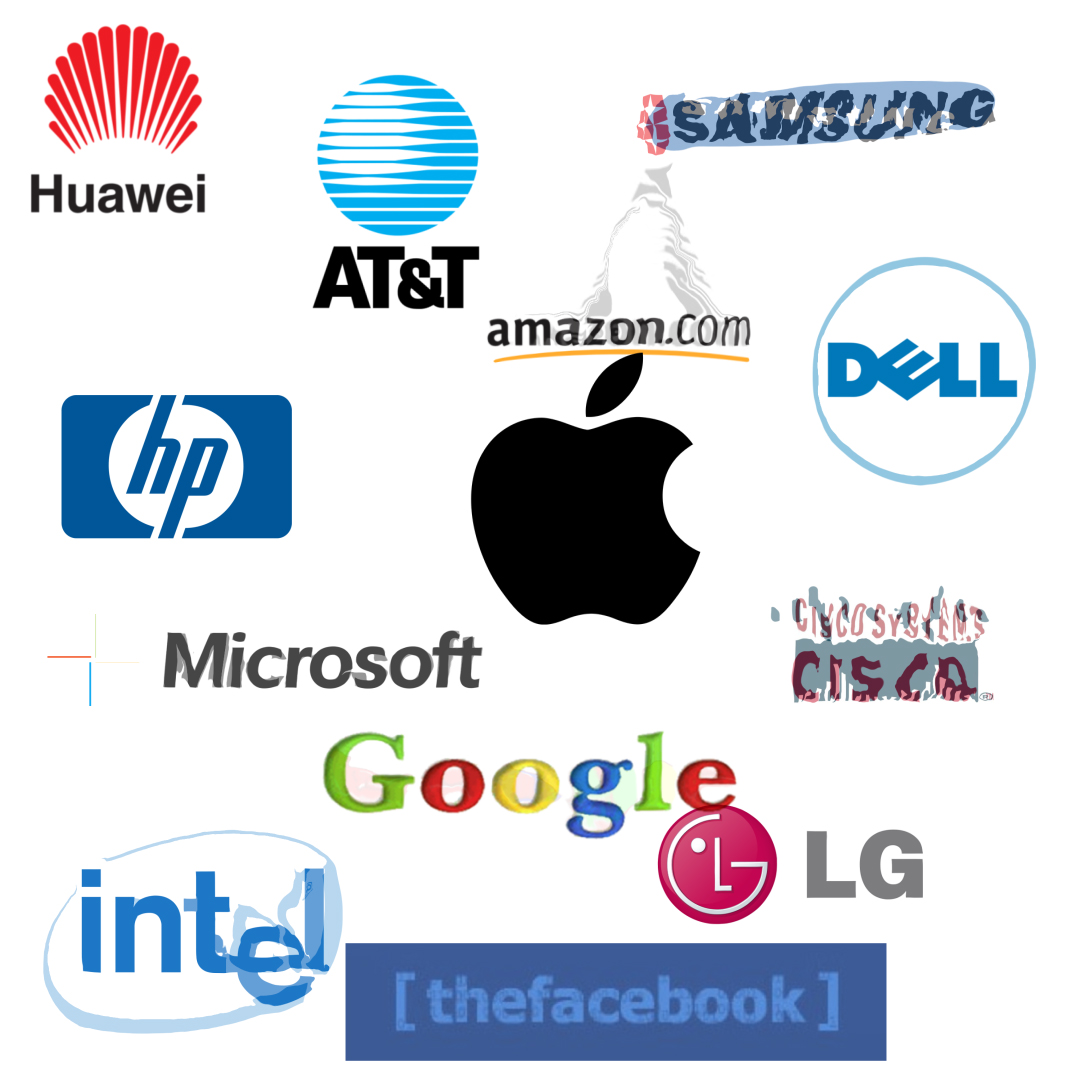 Huawei
AT&T
SAMSUNG
amazon.com
DELL
hp
Microsoft
CISCO SYSTEMS
CISCO
Google
LG
intel
[ thefacebook ]